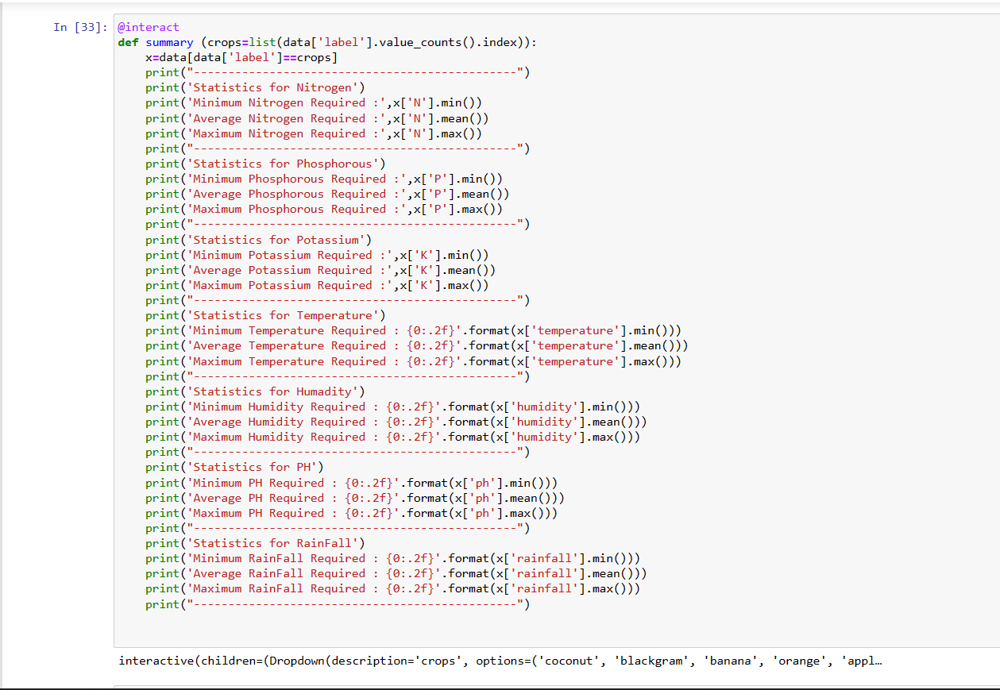 In [33]: @interact
def summary (crops=list(data['label'].value_counts().index)):
    x=data[data['label']==crops]
    print("-----------------------------------------------")
    print('Statistics for Nitrogen')
    print('Minimum Nitrogen Required :',x['N'].min())
    print('Average Nitrogen Required :',x['N'].mean())
    print('Maximum Nitrogen Required :',x['N'].max())
    print("-----------------------------------------------")
    print('Statistics for Phosphorous')
    print('Minimum Phosphorous Required :',x['P'].min())
    print('Average Phosphorous Required :',x['P'].mean())
    print('Maximum Phosphorous Required :',x['P'].max())
    print("-----------------------------------------------")
    print('Statistics for Potassium')
    print('Minimum Potassium Required :',x['K'].min())
    print('Average Potassium Required :',x['K'].mean())
    print('Maximum Potassium Required :',x['K'].max())
    print("-----------------------------------------------")
    print('Statistics for Temperature')
    print('Minimum Temperature Required : {0:.2f}'.format(x['temperature'].min()))
    print('Average Temperature Required : {0:.2f}'.format(x['temperature'].mean()))
    print('Maximum Temperature Required : {0:.2f}'.format(x['temperature'].max()))
    print("-----------------------------------------------")
    print('Statistics for Humadity')
    print('Minimum Humidity Required : {0:.2f}'.format(x['humidity'].min()))
    print('Average Humidity Required : {0:.2f}'.format(x['humidity'].mean()))
    print('Maximum Humidity Required : {0:.2f}'.format(x['humidity'].max()))
    print("-----------------------------------------------")
    print('Statistics for PH')
    print('Minimum PH Required : {0:.2f}'.format(x['ph'].min()))
    print('Average PH Required : {0:.2f}'.format(x['ph'].mean()))
    print('Maximum PH Required : {0:.2f}'.format(x['ph'].max()))
    print("-----------------------------------------------")
    print('Statistics for RainFall')
    print('Minimum RainFall Required : {0:.2f}'.format(x['rainfall'].min()))
    print('Average RainFall Required : {0:.2f}'.format(x['rainfall'].mean()))
    print('Maximum RainFall Required : {0:.2f}'.format(x['rainfall'].max()))
    print("-----------------------------------------------")
interactive(children=(Dropdown(description='crops', options=('coconut', 'blackgram', 'banana', 'orange', 'appl…